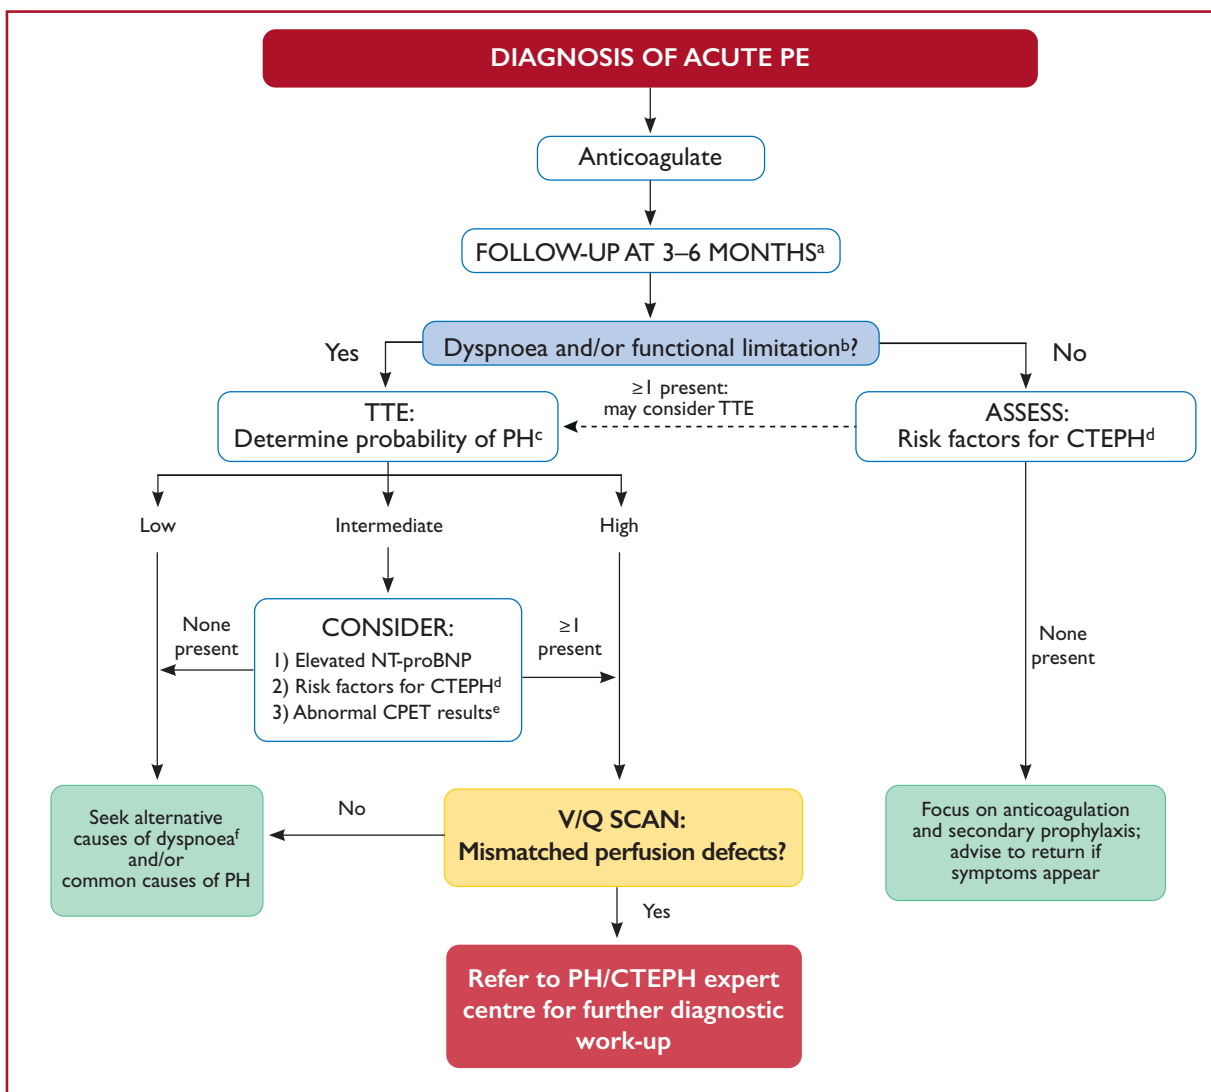 DIAGNOSIS OF ACUTE PE
Anticoagulate
FOLLOW-UP AT 3–6 MONTHSᵃ
Yes
Dyspnoea and/or functional limitationᵇ?
No
≥1 present:
may consider TTE
TTE:
Determine probability of PHᶜ
ASSESS:
Risk factors for CTEPHᵈ
Low
Intermediate
High
None
present
CONSIDER:
1) Elevated NT-proBNP
2) Risk factors for CTEPHᵈ
3) Abnormal CPET resultsᵉ
≥1
present
None
present
Seek alternative
causes of dyspnoeaᶠ
and/or
common causes of PH
No
V/Q SCAN:
Mismatched perfusion defects?
Focus on anticoagulation
and secondary prophylaxis;
advise to return if
symptoms appear
Yes
Refer to PH/CTEPH expert
centre for further diagnostic
work-up